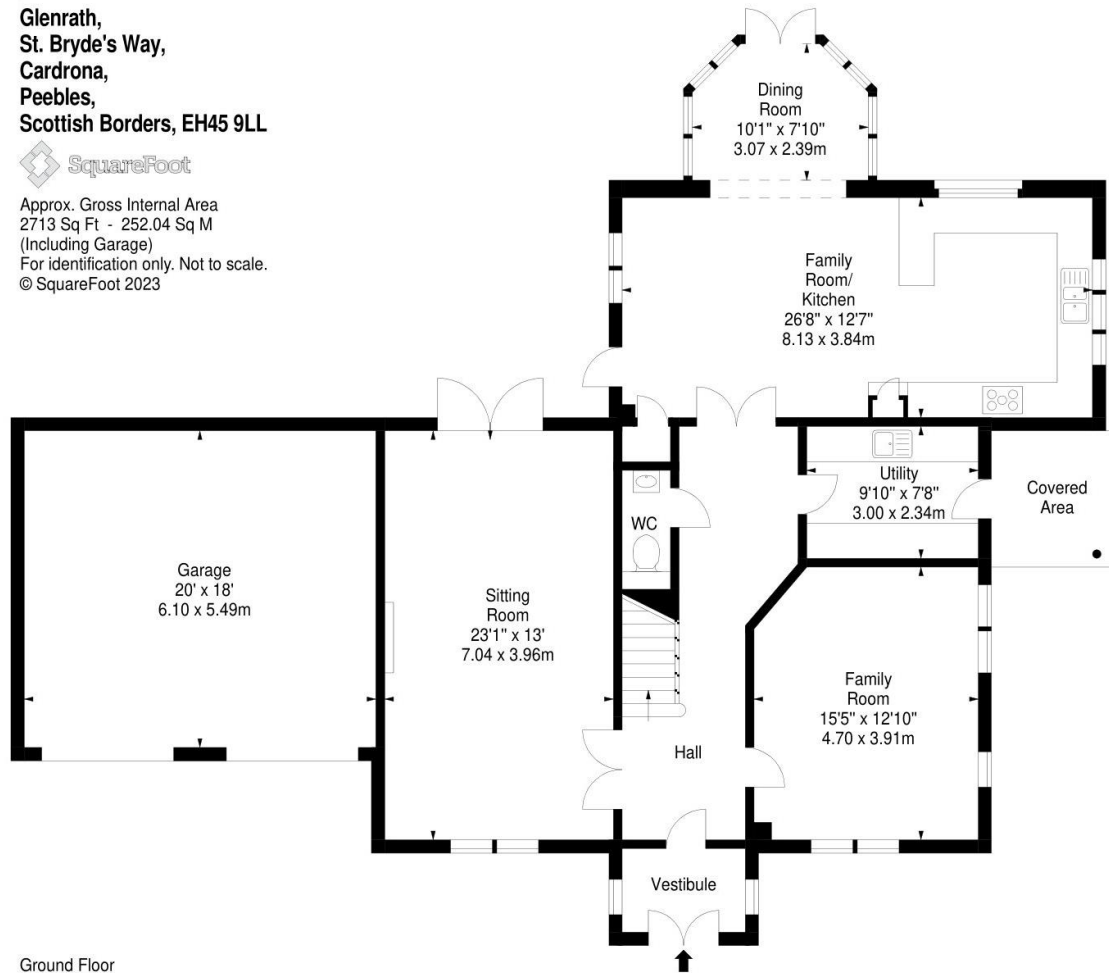 Glenrath,
St. Bryde's Way,
Cardrona,
Peebles,
Scottish Borders, EH45 9LL
SquareFoot
Approx. Gross Internal Area
2713 Sq Ft - 252.04 Sq M
(Including Garage)
For identification only. Not to scale.
© SquareFoot 2023
Dining
Room
10'1" x 7'10"
3.07 x 2.39m
Family
Room/
Kitchen
26'8" x 12'7"
8.13 x 3.84m
Utility
9'10" x 7'8"
3.00 x 2.34m
Covered
Area
WC
Garage
20' x 18'
6.10 x 5.49m
Sitting
Room
23'1" x 13'
7.04 x 3.96m
Family
Room
15'5" x 12'10"
4.70 x 3.91m
Hall
Vestibule
Ground Floor